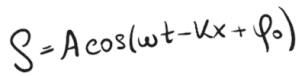 S = A cos(ωt - kx + φ₀)